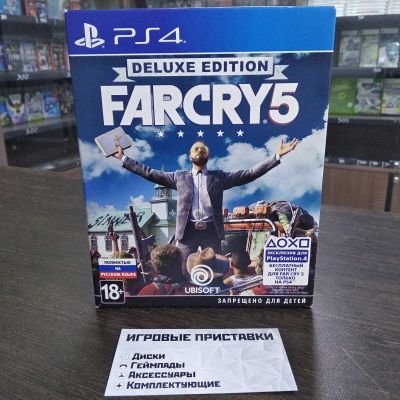 PS4
DELUXE EDITION
FARCRY5
ПОЛНОСТЬЮ
НА
РУССКОМ ЯЗЫКЕ
18+
UBISOFT
ЭКСКЛЮЗИВ ДЛЯ
PlayStation.4
БЕСПЛАТНЫЙ
КОНТЕНТ
ДЛЯ FAR CRY 5
ТОЛЬКО
НА PS4
ЗАПРЕЩЕНО ДЛЯ ДЕТЕЙ
ИГРОВЫЕ ПРИСТАВКИ
Диски
Геймпады
Аксессуары
Комплектующие